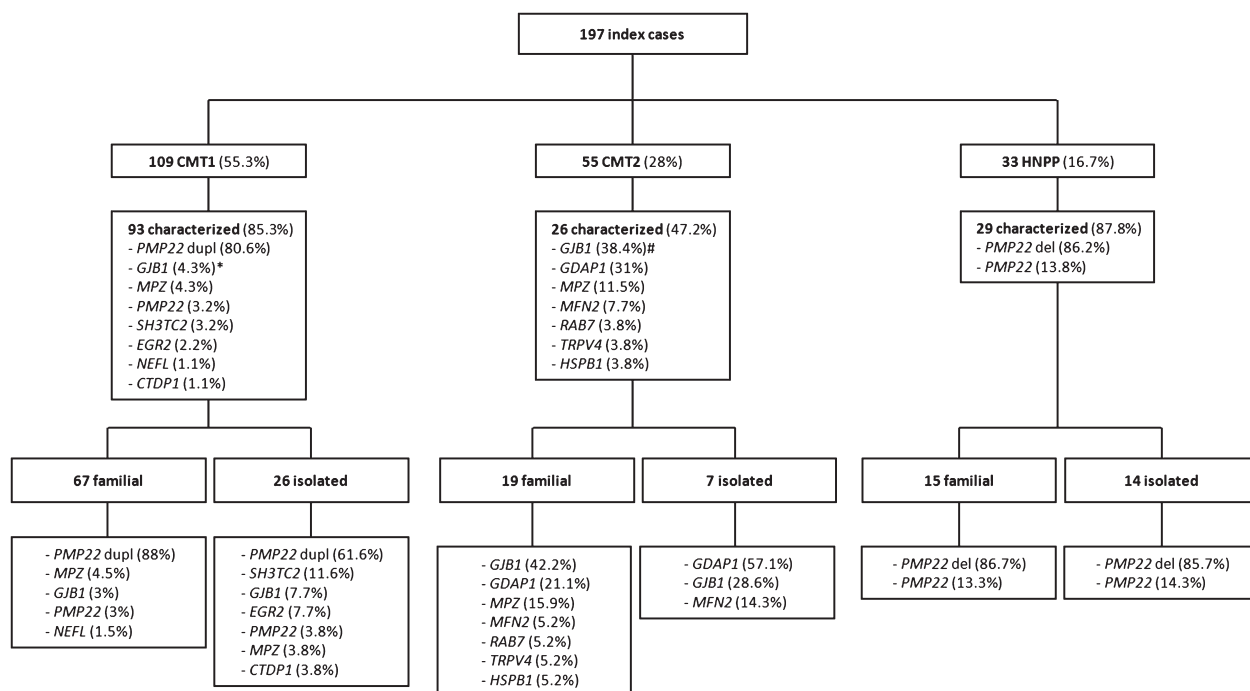 197 index cases
109 CMT1 (55.3%)
55 CMT2 (28%)
33 HNPP (16.7%)
93 characterized (85.3%)
- PMP22 dupl (80.6%)
- GJB1 (4.3%)*
- MPZ (4.3%)
- PMP22 (3.2%)
- SH3TC2 (3.2%)
- EGR2 (2.2%)
- NEFL (1.1%)
- CTDP1 (1.1%)
26 characterized (47.2%)
- GJB1 (38.4%)#
- GDAP1 (31%)
- MPZ (11.5%)
- MFN2 (7.7%)
- RAB7 (3.8%)
- TRPV4 (3.8%)
- HSPB1 (3.8%)
29 characterized (87.8%)
- PMP22 del (86.2%)
- PMP22 (13.8%)
67 familial
26 isolated
19 familial
7 isolated
15 familial
14 isolated
- PMP22 dupl (88%)
- MPZ (4.5%)
- GJB1 (3%)
- PMP22 (3%)
- NEFL (1.5%)
- PMP22 dupl (61.6%)
- SH3TC2 (11.6%)
- GJB1 (7.7%)
- EGR2 (7.7%)
- PMP22 (3.8%)
- MPZ (3.8%)
- CTDP1 (3.8%)
- GJB1 (42.2%)
- GDAP1 (21.1%)
- MPZ (15.9%)
- MFN2 (5.2%)
- RAB7 (5.2%)
- TRPV4 (5.2%)
- HSPB1 (5.2%)
- GDAP1 (57.1%)
- GJB1 (28.6%)
- MFN2 (14.3%)
- PMP22 del (86.7%)
- PMP22 (13.3%)
- PMP22 del (85.7%)
- PMP22 (14.3%)